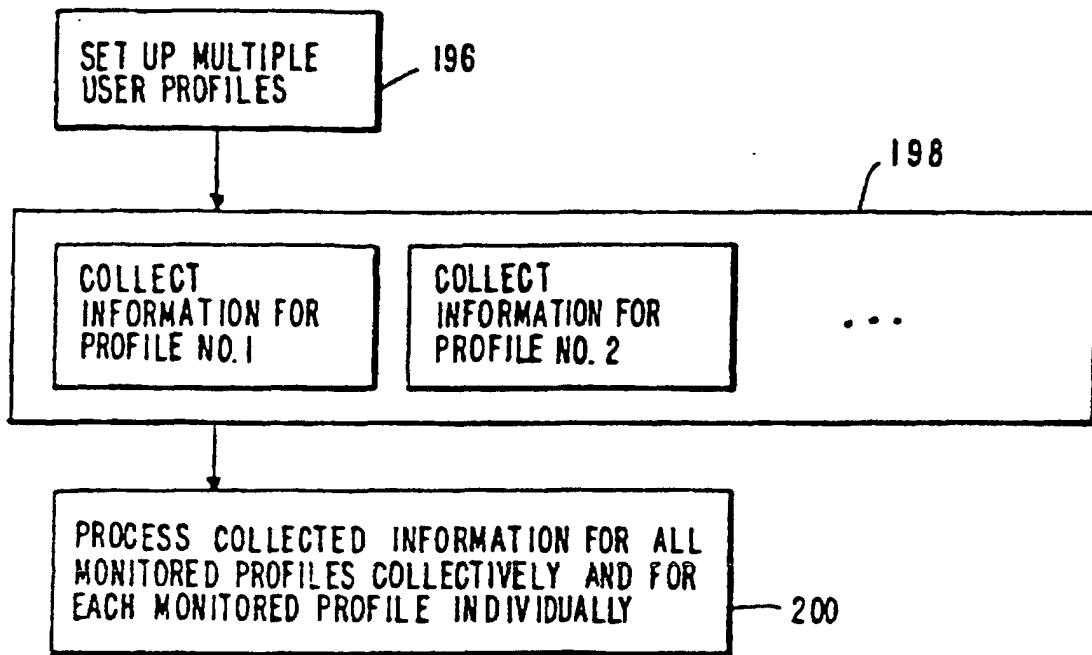 SET UP MULTIPLE
USER PROFILES
196
198
COLLECT
INFORMATION FOR
PROFILE NO. 1
COLLECT
INFORMATION FOR
PROFILE NO. 2
...
PROCESS COLLECTED INFORMATION FOR ALL
MONITORED PROFILES COLLECTIVELY AND FOR
EACH MONITORED PROFILE INDIVIDUALLY
200